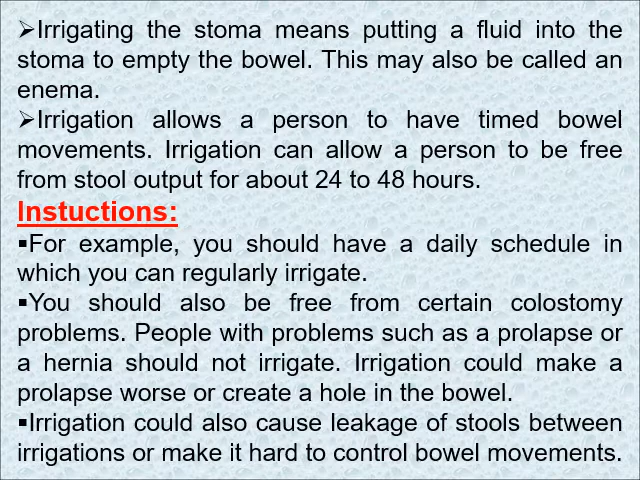 ➢Irrigating the stoma means putting a fluid into the
stoma to empty the bowel. This may also be called an
enema.
➢Irrigation allows a person to have timed bowel
movements. Irrigation can allow a person to be free
from stool output for about 24 to 48 hours.
Instuctions:
▪For example, you should have a daily schedule in
which you can regularly irrigate.
▪You should also be free from certain colostomy
problems. People with problems such as a prolapse or
a hernia should not irrigate. Irrigation could make a
prolapse worse or create a hole in the bowel.
▪Irrigation could also cause leakage of stools between
irrigations or make it hard to control bowel movements.